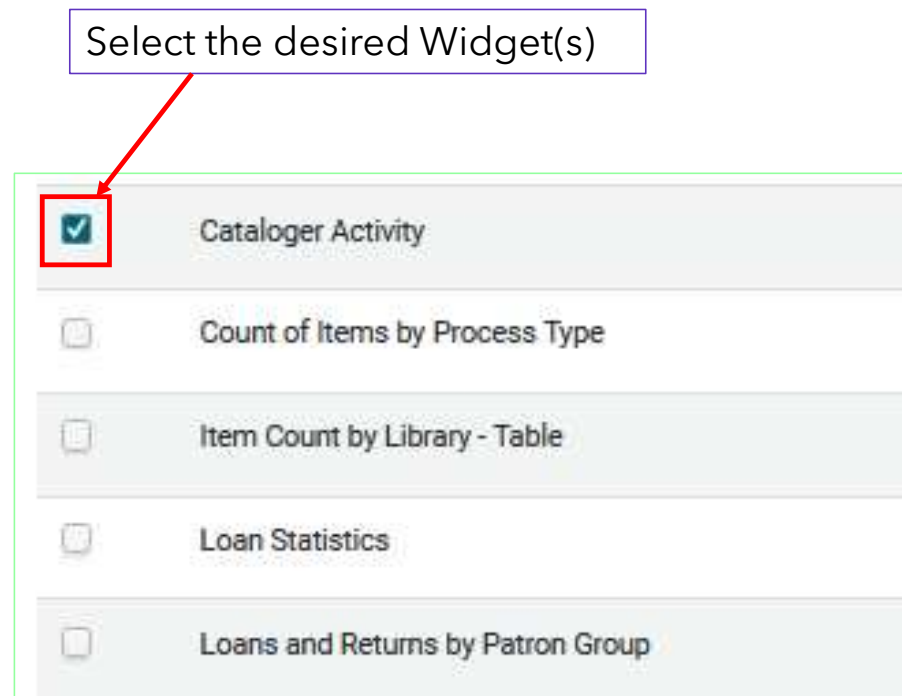 Select the desired Widget(s)
Cataloger Activity
Count of Items by Process Type
Item Count by Library - Table
Loan Statistics
Loans and Returns by Patron Group